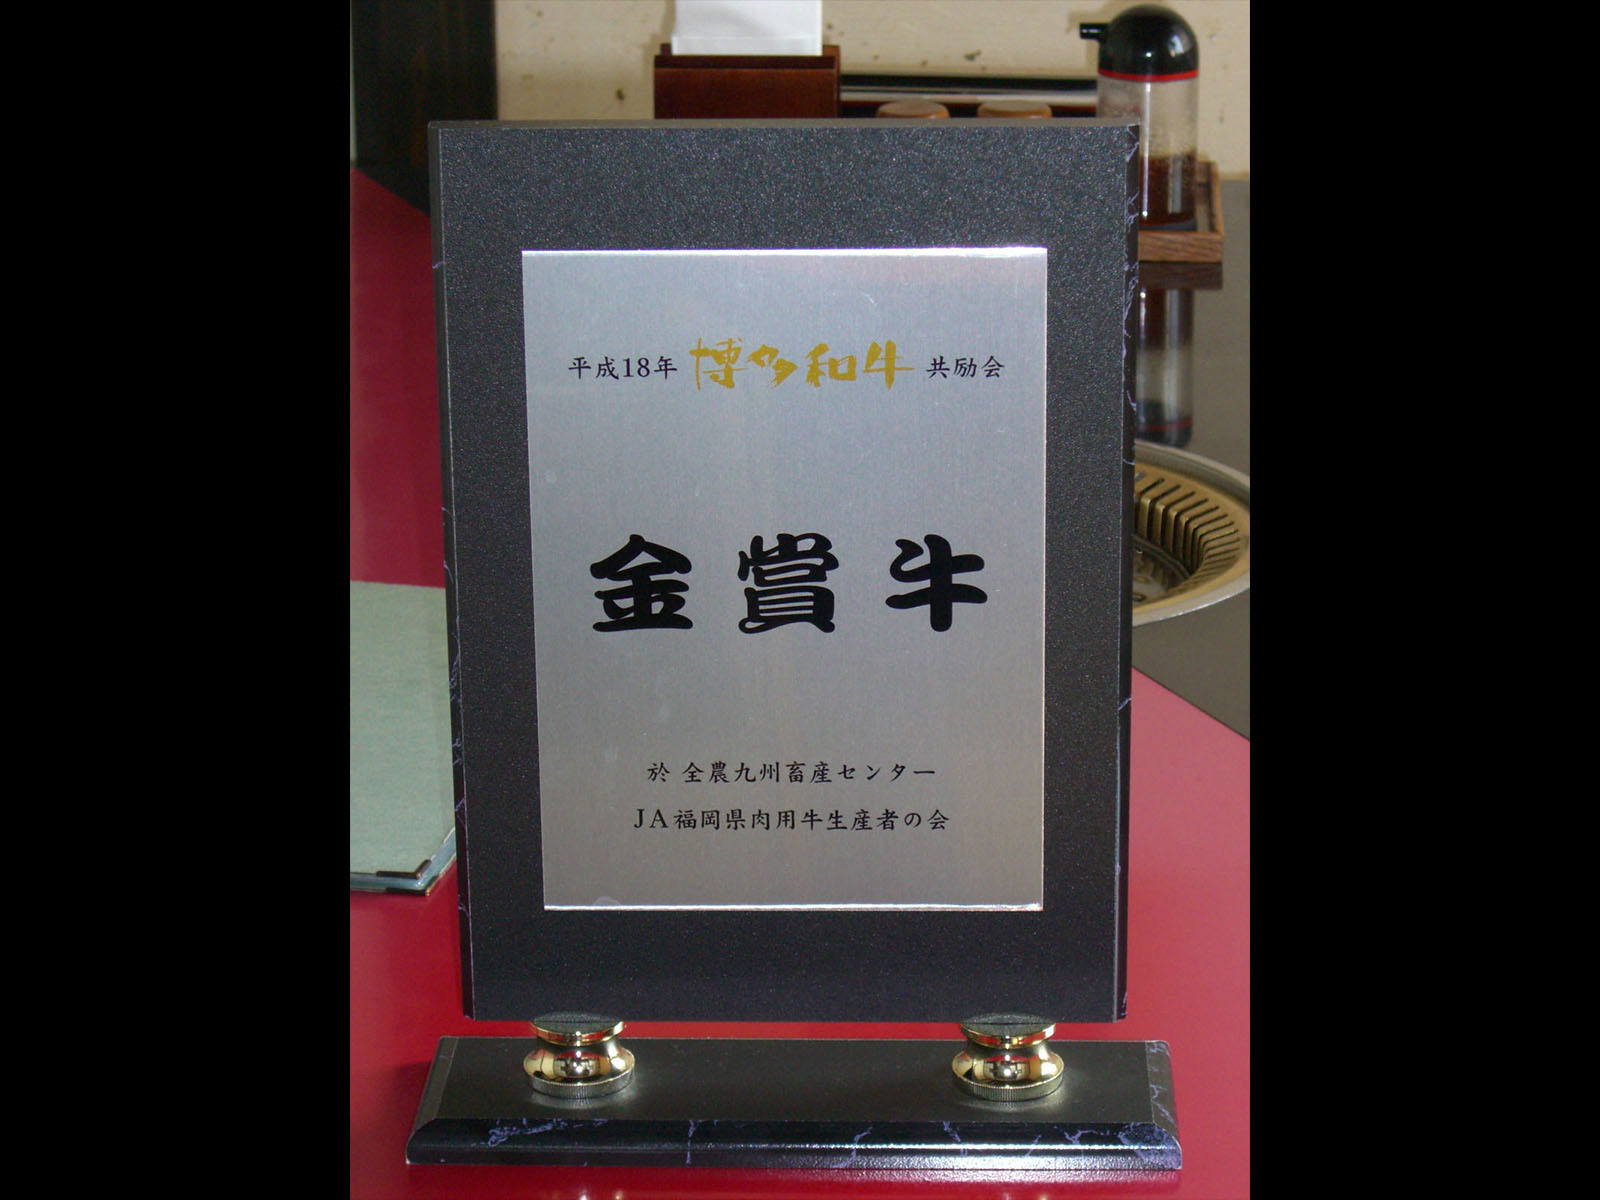 平成18年 博多和牛 共励会
金賞牛
於 全農九州畜産センター
JA福岡県肉用牛生産者の会